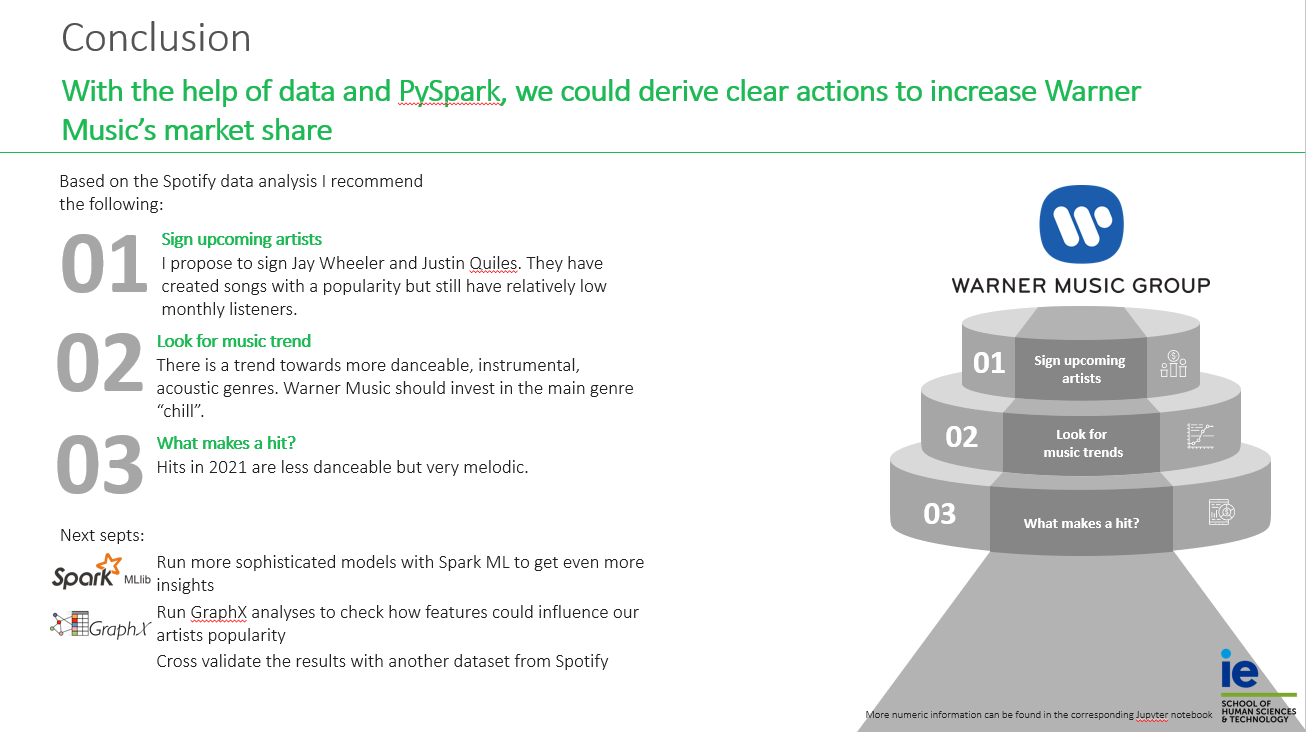 Conclusion
With the help of data and PySpark, we could derive clear actions to increase Warner
Music’s market share
Based on the Spotify data analysis I recommend
the following:
01
Sign upcoming artists
I propose to sign Jay Wheeler and Justin Quiles. They have
created songs with a popularity but still have relatively low
monthly listeners.
02
Look for music trend
There is a trend towards more danceable, instrumental,
acoustic genres. Warner Music should invest in the main genre
“chill”.
03
What makes a hit?
Hits in 2021 are less danceable but very melodic.
Next septs:
Spark MLlib
Run more sophisticated models with Spark ML to get even more
insights
GraphX
Run GraphX analyses to check how features could influence our
artists popularity
Cross validate the results with another dataset from Spotify
WARNER MUSIC GROUP
01
Sign upcoming
artists
$
02
Look for
music trends
03
What makes a hit?
More numeric information can be found in the corresponding Jupyter notebook
ie
SCHOOL OF
HUMAN SCIENCES
& TECHNOLOGY